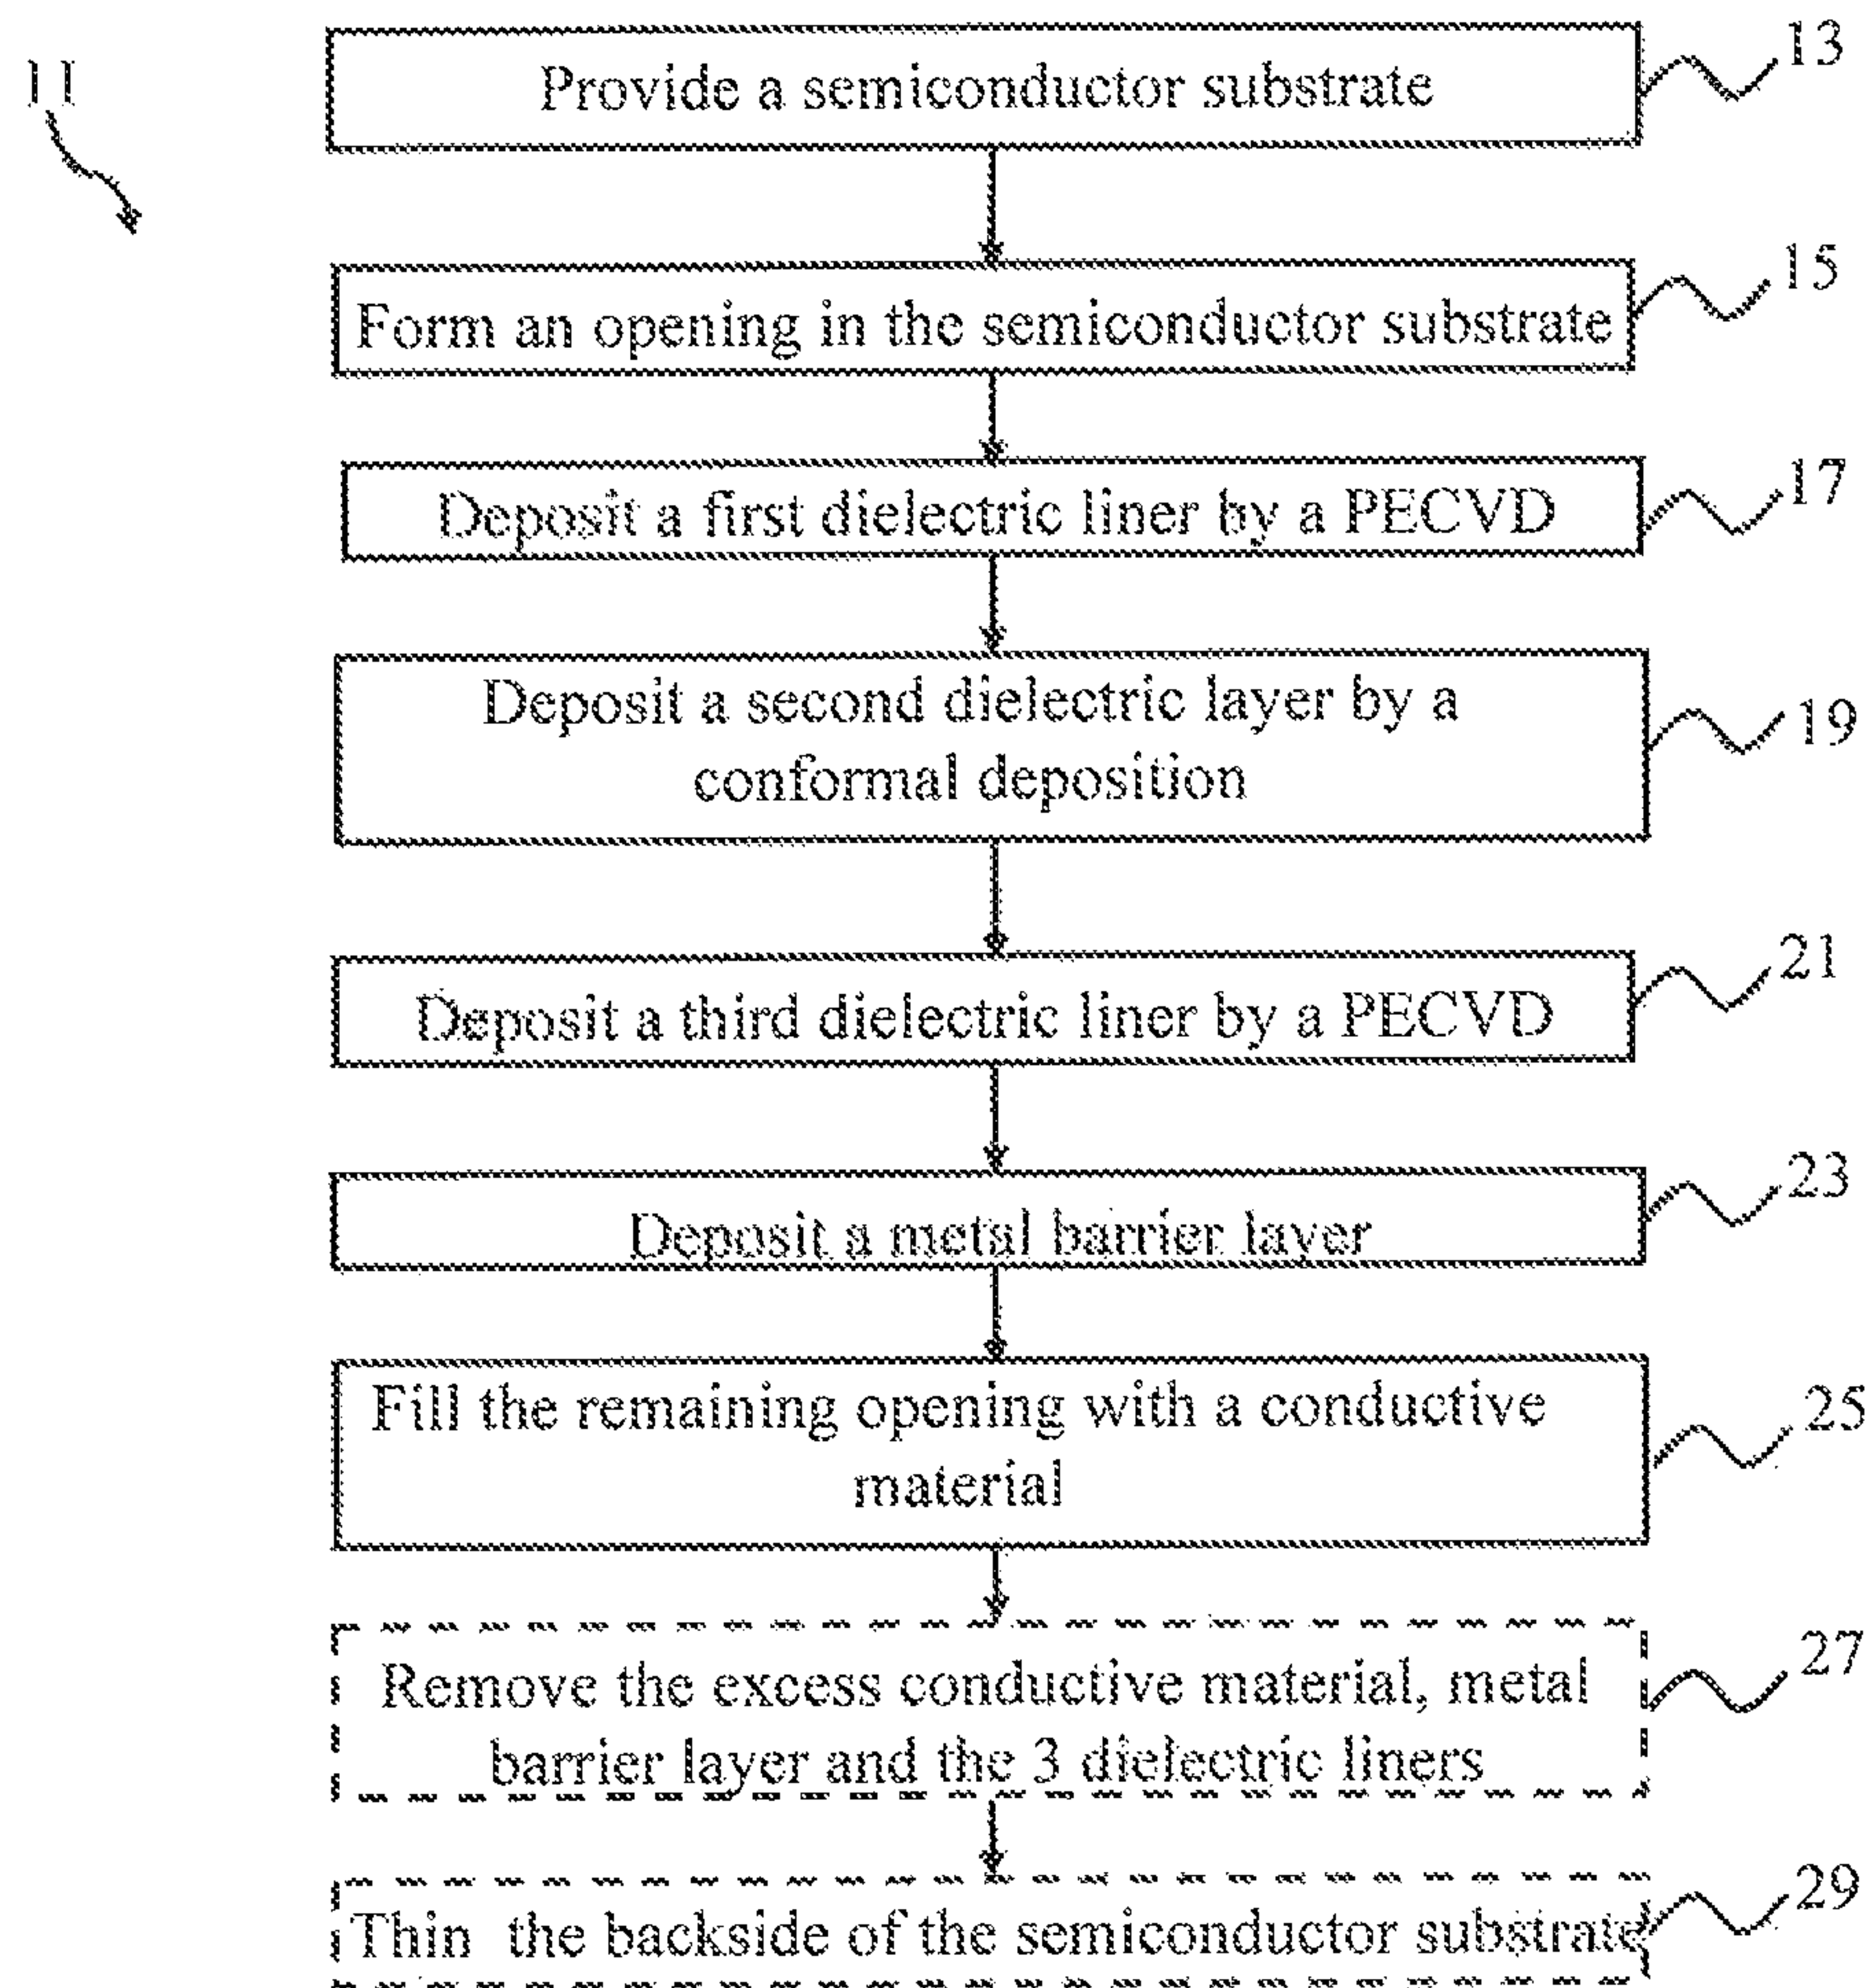 11
Provide a semiconductor substrate
13
Form an opening in the semiconductor substrate
15
Deposit a first dielectric liner by a PECVD
17
Deposit a second dielectric layer by a
conformal deposition
19
Deposit a third dielectric liner by a PECVD
21
Deposit a metal barrier layer
23
Fill the remaining opening with a conductive
material
25
Remove the excess conductive material, metal
barrier layer and the 3 dielectric liners
27
Thin the backside of the semiconductor substrate
29